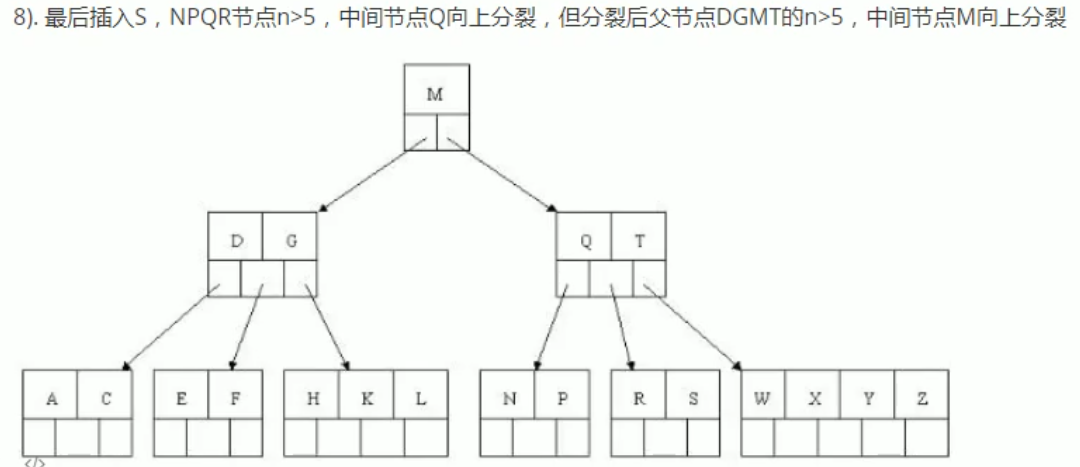 8). 最后插入S，NPQR节点n>5，中间节点Q向上分裂，但分裂后父节点DGMT的n>5，中间节点M向上分裂
M
D G
Q T
A C
E F
H K L
N P
R S
W X Y Z
</>